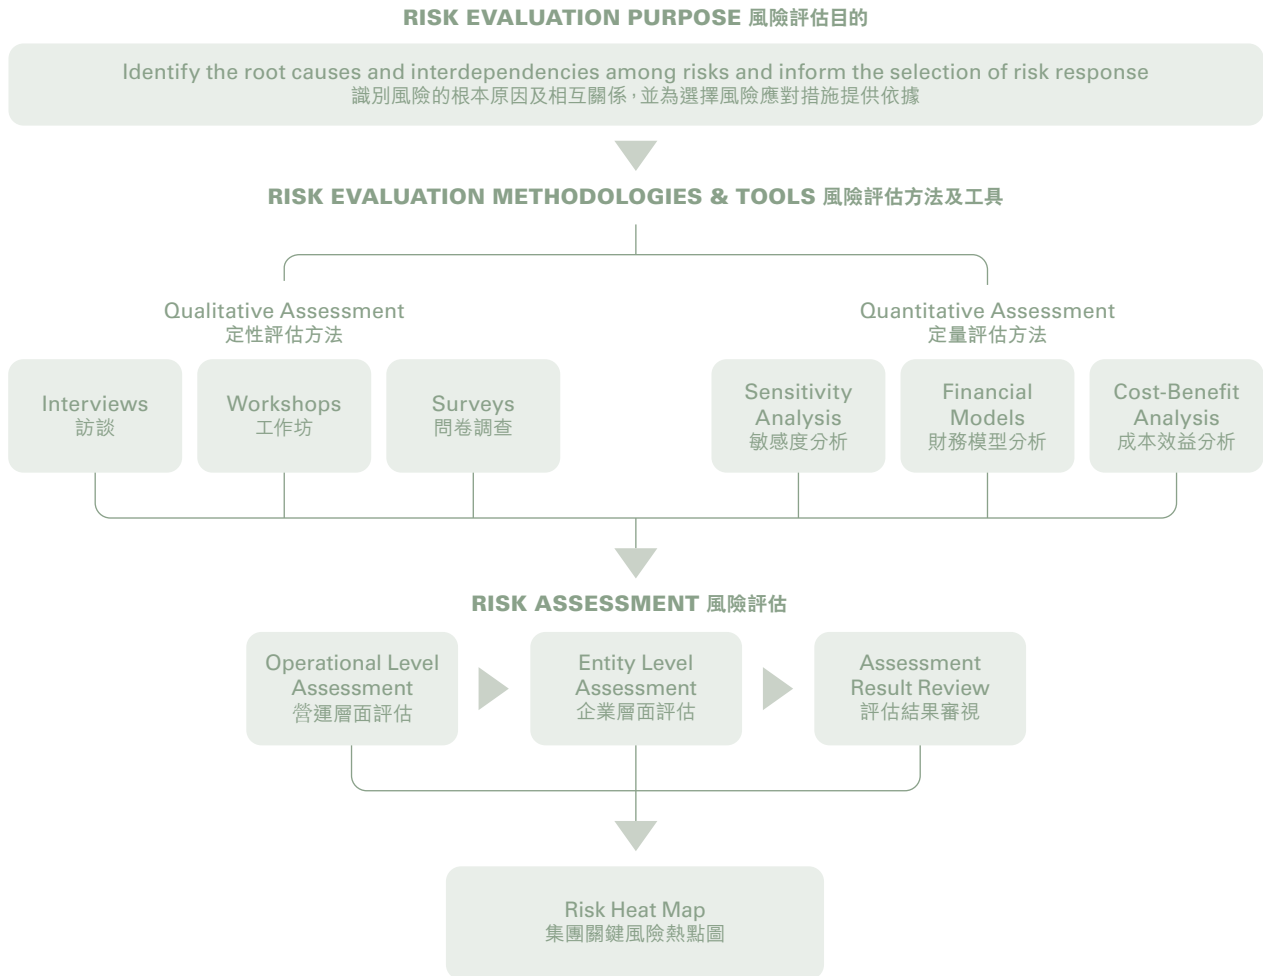 RISK EVALUATION PURPOSE 風險評估目的
Identify the root causes and interdependencies among risks and inform the selection of risk response
識別風險的根本原因及相互關係，並為選擇風險應對措施提供依據
RISK EVALUATION METHODOLOGIES & TOOLS 風險評估方法及工具
Qualitative Assessment
定性評估方法
Quantitative Assessment
定量評估方法
Interviews
訪談
Workshops
工作坊
Surveys
問卷調查
Sensitivity
Analysis
敏感度分析
Financial
Models
財務模型分析
Cost-Benefit
Analysis
成本效益分析
RISK ASSESSMENT 風險評估
Operational Level
Assessment
營運層面評估
Entity Level
Assessment
企業層面評估
Assessment
Result Review
評估結果審視
Risk Heat Map
集團關鍵風險熱點圖